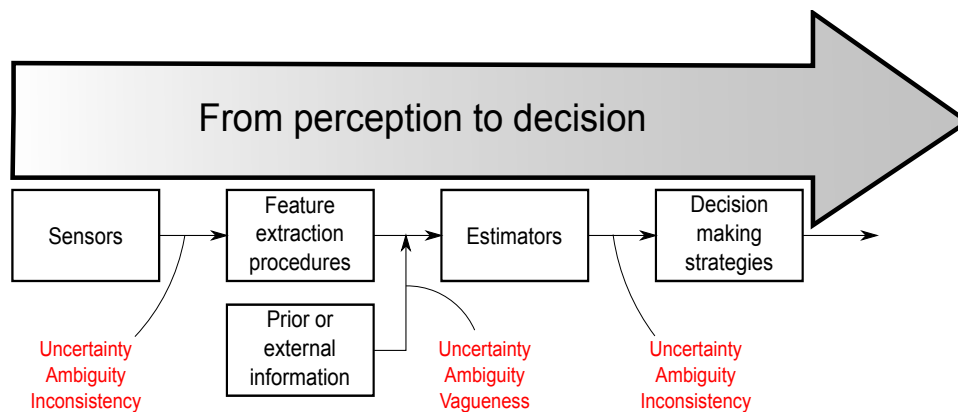 From perception to decision
Sensors
Feature
extraction
procedures
Estimators
Decision
making
strategies
Prior or
external
information
Uncertainty
Ambiguity
Inconsistency
Uncertainty
Ambiguity
Vagueness
Uncertainty
Ambiguity
Inconsistency